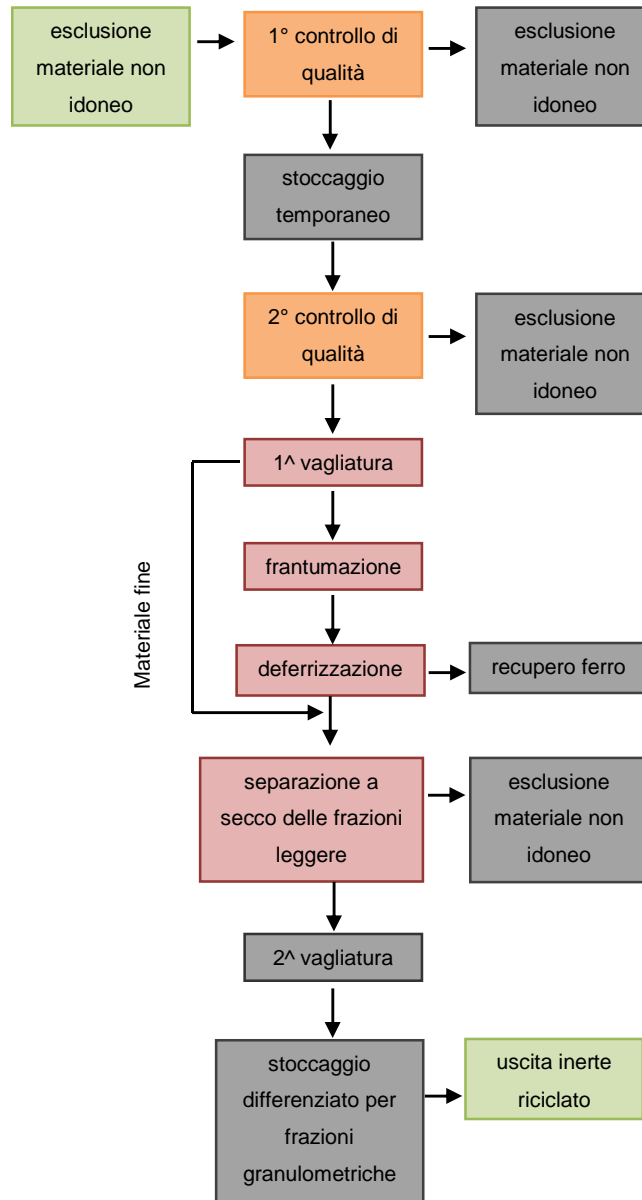 esclusione
materiale non
idoneo
1° controllo di
qualità
esclusione
materiale non
idoneo
stoccaggio
temporaneo
2° controllo di
qualità
esclusione
materiale non
idoneo
1^ vagliatura
Materiale fine
frantumazione
deferrizzazione
recupero ferro
separazione a
secco delle frazioni
leggere
esclusione
materiale non
idoneo
2^ vagliatura
stoccaggio
differenziato per
frazioni
granulometriche
uscita inerte
riciclato